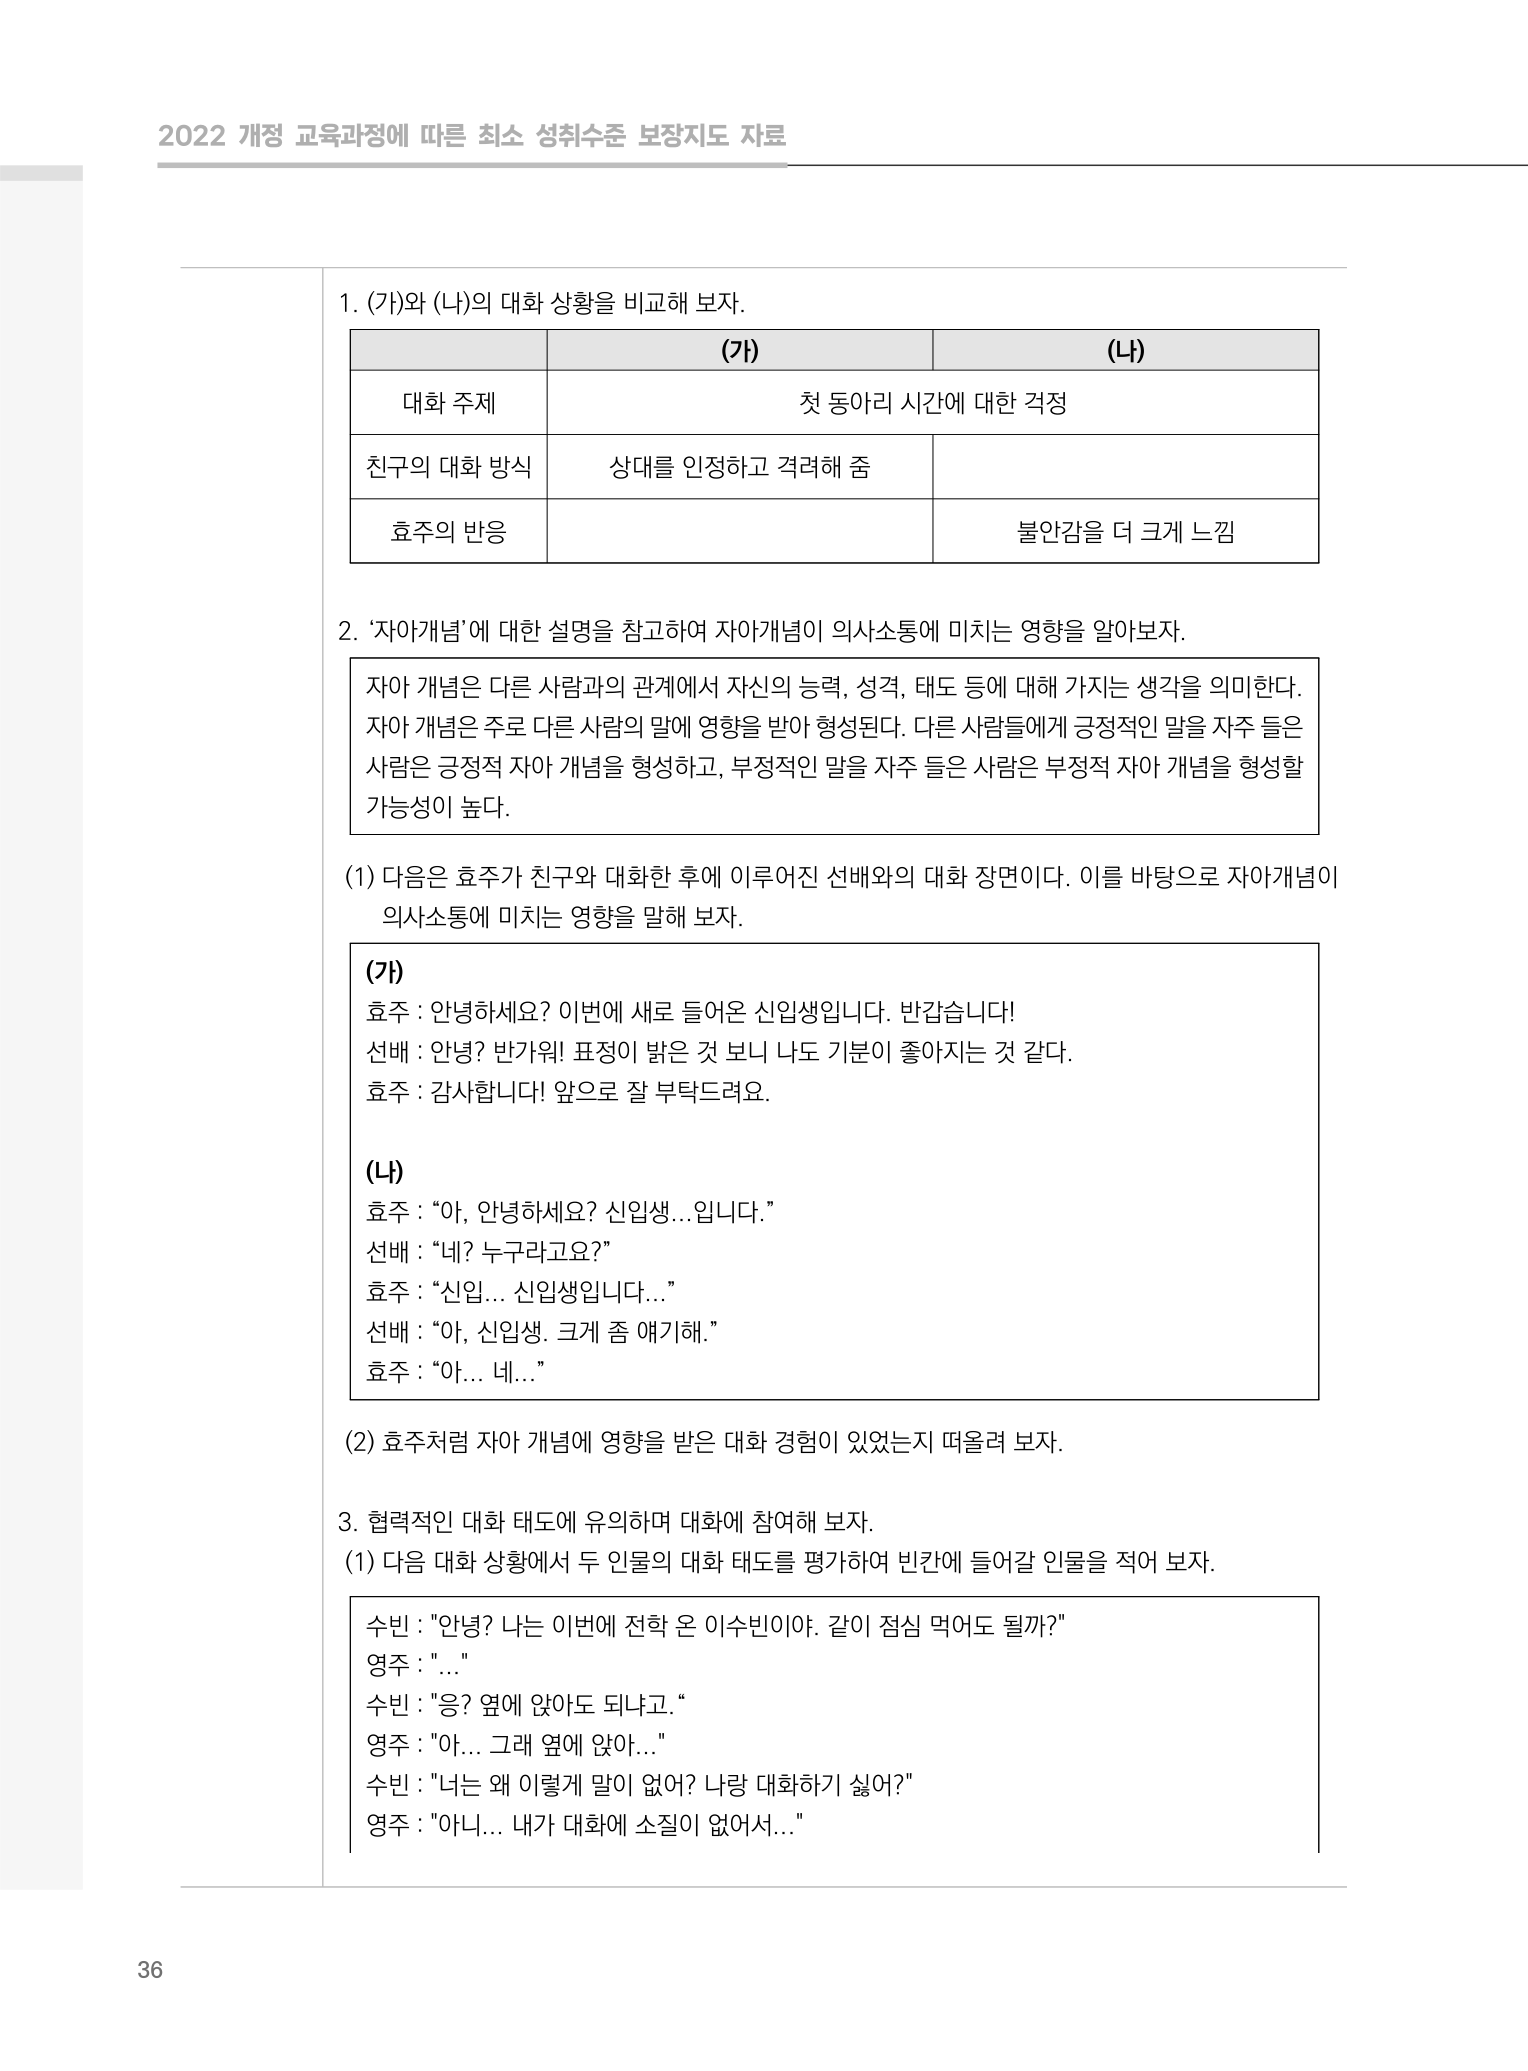 2022 개정 교육과정에 따른 최소 성취수준 보장지도 자료
1. (가)와 (나)의 대화 상황을 비교해 보자.
(가) (나)
대화 주제 첫 동아리 시간에 대한 걱정
친구의 대화 방식 상대를 인정하고 격려해 줌
효주의 반응 불안감을 더 크게 느낌
2. ‘자아개념’에 대한 설명을 참고하여 자아개념이 의사소통에 미치는 영향을 알아보자.
자아 개념은 다른 사람과의 관계에서 자신의 능력, 성격, 태도 등에 대해 가지는 생각을 의미한다.
자아 개념은 주로 다른 사람의 말에 영향을 받아 형성된다. 다른 사람들에게 긍정적인 말을 자주 들은
사람은 긍정적 자아 개념을 형성하고, 부정적인 말을 자주 들은 사람은 부정적 자아 개념을 형성할
가능성이 높다.
(1) 다음은 효주가 친구와 대화한 후에 이루어진 선배와의 대화 장면이다. 이를 바탕으로 자아개념이
의사소통에 미치는 영향을 말해 보자.
(가)
효주 : 안녕하세요? 이번에 새로 들어온 신입생입니다. 반갑습니다!
선배 : 안녕? 반가워! 표정이 밝은 것 보니 나도 기분이 좋아지는 것 같다.
효주 : 감사합니다! 앞으로 잘 부탁드려요.
(나)
효주 : “아, 안녕하세요? 신입생...입니다.”
선배 : “네? 누구라고요?”
효주 : “신입... 신입생입니다...”
선배 : “아, 신입생. 크게 좀 얘기해.”
효주 : “아... 네...”
(2) 효주처럼 자아 개념에 영향을 받은 대화 경험이 있었는지 떠올려 보자.
3. 협력적인 대화 태도에 유의하며 대화에 참여해 보자.
(1) 다음 대화 상황에서 두 인물의 대화 태도를 평가하여 빈칸에 들어갈 인물을 적어 보자.
수빈 : "안녕? 나는 이번에 전학 온 이수빈이야. 같이 점심 먹어도 될까?"
영주 : "..."
수빈 : "응? 옆에 앉아도 되냐고.“
영주 : "아... 그래 옆에 앉아..."
수빈 : "너는 왜 이렇게 말이 없어? 나랑 대화하기 싫어?"
영주 : "아니... 내가 대화에 소질이 없어서..."
36